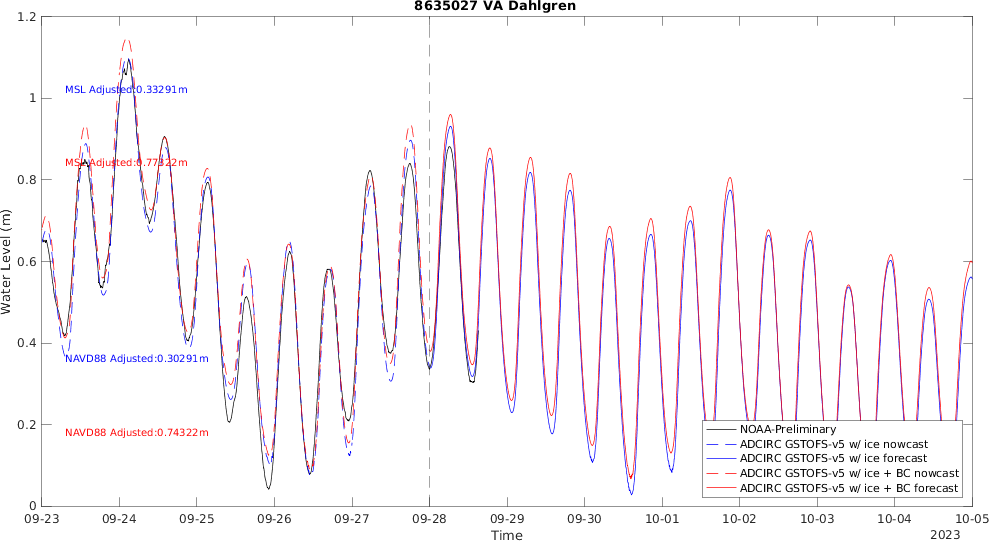 8635027 VA Dahlgren
1.2
1
0.8
0.6
0.4
0.2
0
Water Level (m)
MSL Adjusted:0.33291m
MSL Adjusted:0.77322m
NAVD88 Adjusted:0.30291m
NAVD88 Adjusted:0.74322m
NOAA-Preliminary
ADCIRC GSTOFS-v5 w/ ice nowcast
ADCIRC GSTOFS-v5 w/ ice forecast
ADCIRC GSTOFS-v5 w/ ice + BC nowcast
ADCIRC GSTOFS-v5 w/ ice + BC forecast
09-23 09-24 09-25 09-26 09-27 09-28 09-29 09-30 10-01 10-02 10-03 10-04 10-05
Time
2023